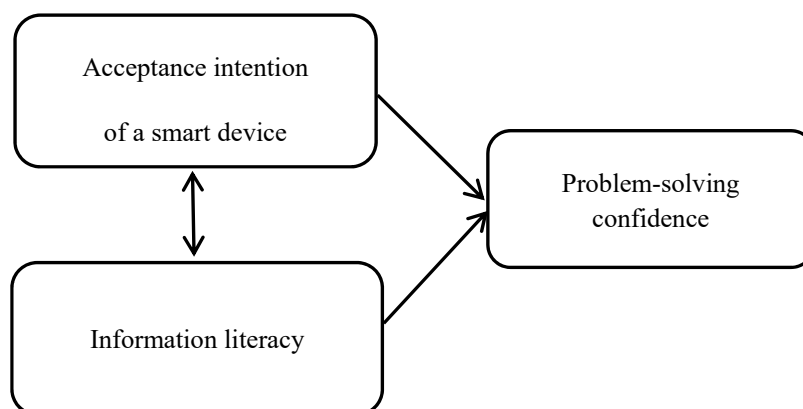 Acceptance intention
of a smart device
Problem-solving
confidence
Information literacy